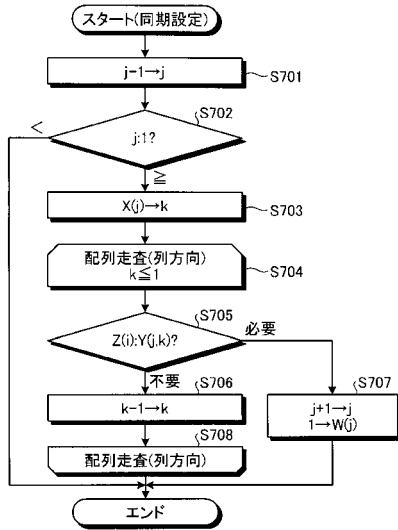 スタート(同期設定)
j−1→j
S701
S702
j:1?
<
≧
X(j)→k
S703
配列走査(列方向)
k≦1
S704
S705
Z(i):Y(j,k)?
必要
不要
S706
k−1→k
S707
j+1→j
1→W(j)
S708
配列走査(列方向)
エンド